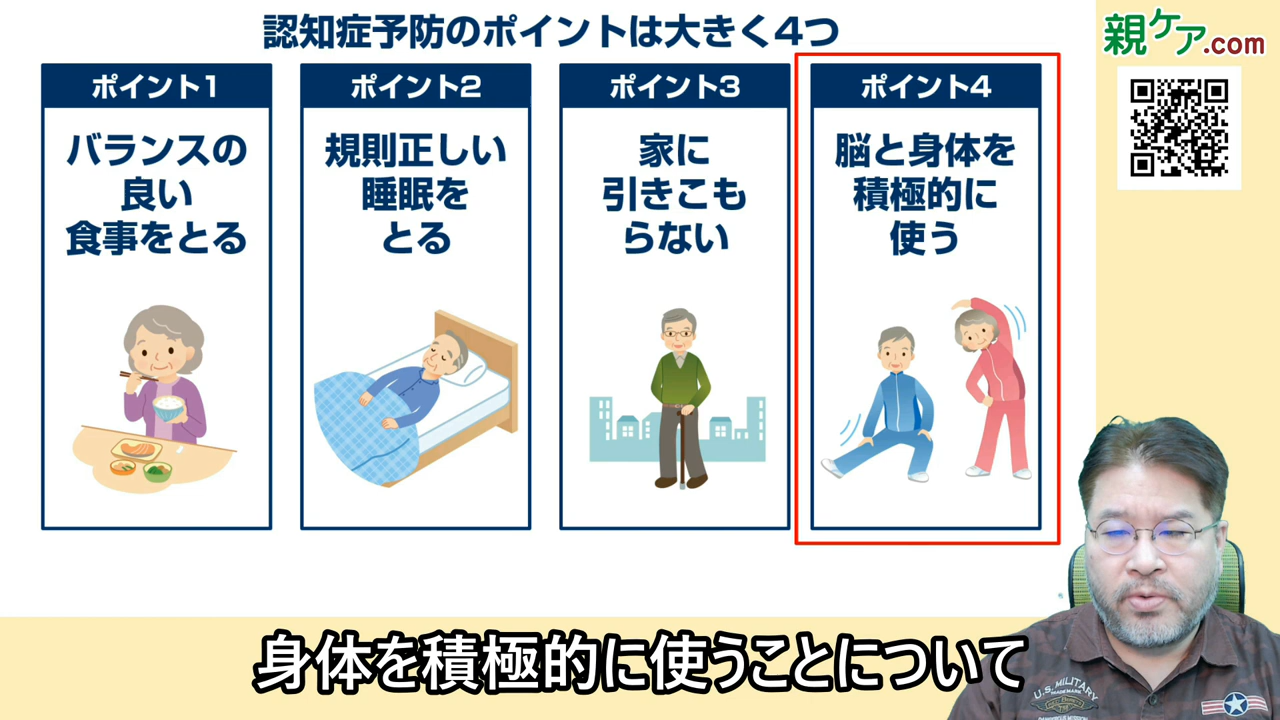 認知症予防のポイントは大きく4つ
親ケア.com
ポイント1
バランスの
良い
食事をとる
ポイント2
規則正しい
睡眠を
とる
ポイント3
家に
引きこも
らない
ポイント4
脳と身体を
積極的に
使う
身体を積極的に使うことについて
U.S. MILITARY
TRADE MARK